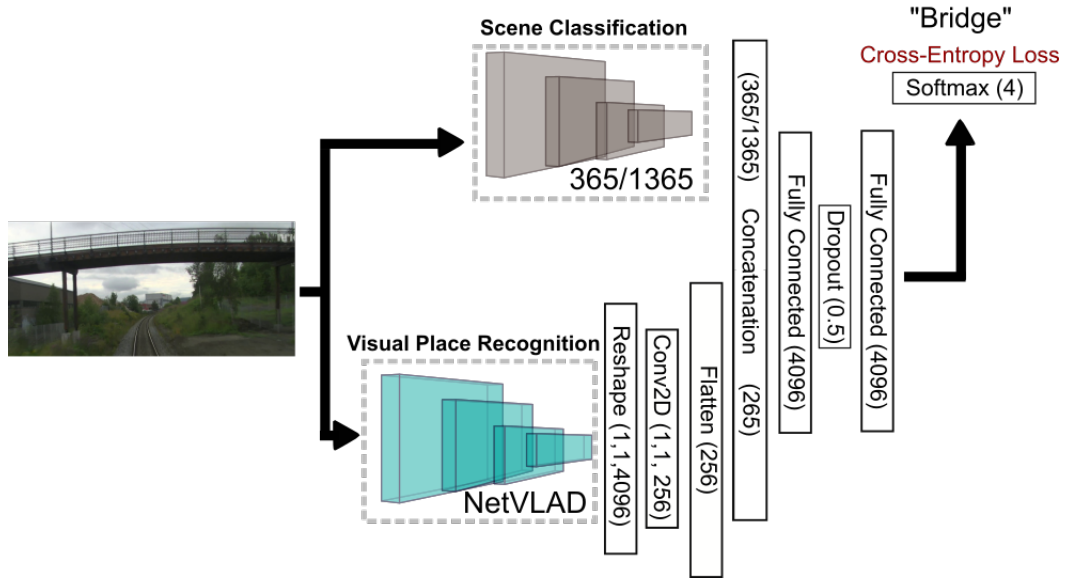 Scene Classification
365/1365
Visual Place Recognition
NetVLAD
Reshape (1,1,4096)
Conv2D (1,1, 256)
Flatten (256)
(365/1365) Concatenation (265)
Fully Connected (4096)
Dropout (0.5)
Fully Connected (4096)
"Bridge"
Cross-Entropy Loss
Softmax (4)